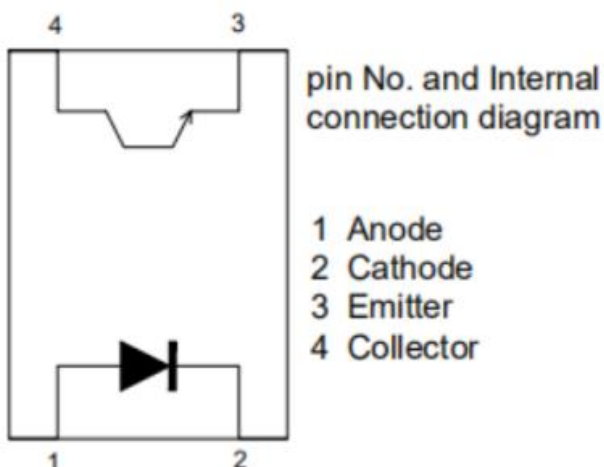 4 3
pin No. and Internal
connection diagram
1 Anode
2 Cathode
3 Emitter
4 Collector
1 2